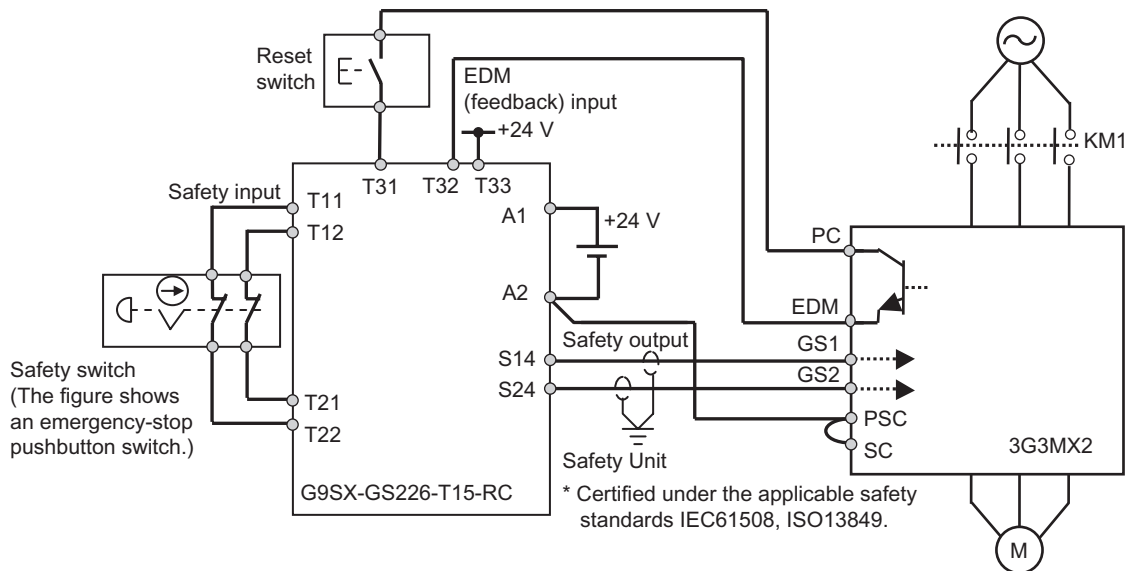 Reset
switch
EDM
(feedback) input
+24 V
KM1
T31
T32
T33
Safety input
T11
T12
A1
+24 V
PC
A2
EDM
Safety output
GS1
S14
GS2
S24
Safety switch
(The figure shows
an emergency-stop
pushbutton switch.)
T21
T22
PSC
SC
3G3MX2
Safety Unit
G9SX-GS226-T15-RC
* Certified under the applicable safety
standards IEC61508, ISO13849.
M